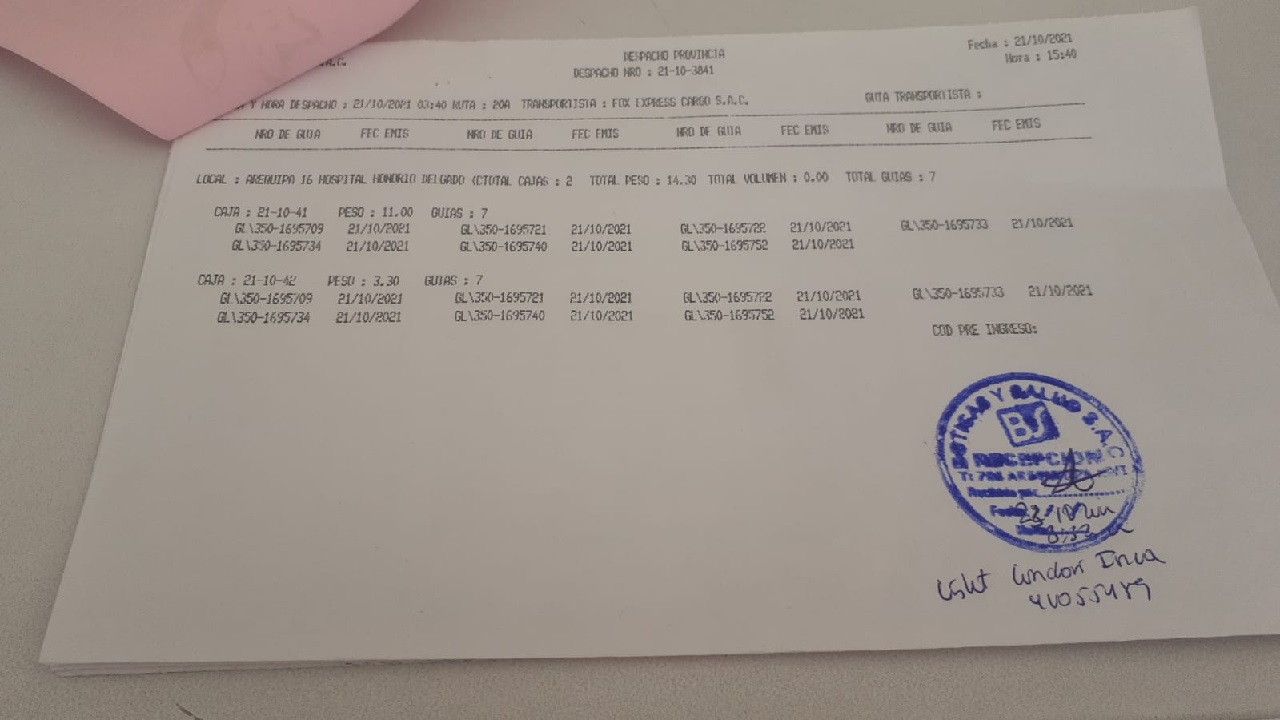 .A.C.
DESPACHO PROVINCIA
Fecha : 21/10/2021
DESPACHO NRO : 21-10-3841
Hora : 15:40
Y HORA DESPACHO : 21/10/2021 03:40 RUTA : 20A TRANSPORTISTA : FOX EXPRESS CARGO S.A.C. GUIA TRANSPORTISTA :
NRO DE GUIA FEC EMIS NRO DE GUIA FEC EMIS NRO DE GUIA FEC EMIS NRO DE GUIA FEC EMIS
LOCAL : AREQUIPA 16 HOSPITAL HONORIO DELGADO (CTOTAL CAJAS : 2 TOTAL PESO : 14.30 TOTAL VOLUMEN : 0.00 TOTAL GUIAS : 7
CAJA : 21-10-41 PESO : 11.00 GUIAS : 7
GL\350-1695709 21/10/2021 GL\350-1695721 21/10/2021 GL\350-1695722 21/10/2021 GL\350-1695733 21/10/2021
GL\350-1695734 21/10/2021 GL\350-1695740 21/10/2021 GL\350-1695752 21/10/2021
CAJA : 21-10-42 PESO : 3.30 GUIAS : 7
GL\350-1695709 21/10/2021 GL\350-1695721 21/10/2021 GL\350-1695722 21/10/2021 GL\350-1695733 21/10/2021
GL\350-1695734 21/10/2021 GL\350-1695740 21/10/2021 GL\350-1695752 21/10/2021
COD PRE INGRESO:
BOTICAS Y SALUD S.A.C
BS
RECEPCION
Recibido por
Fecha